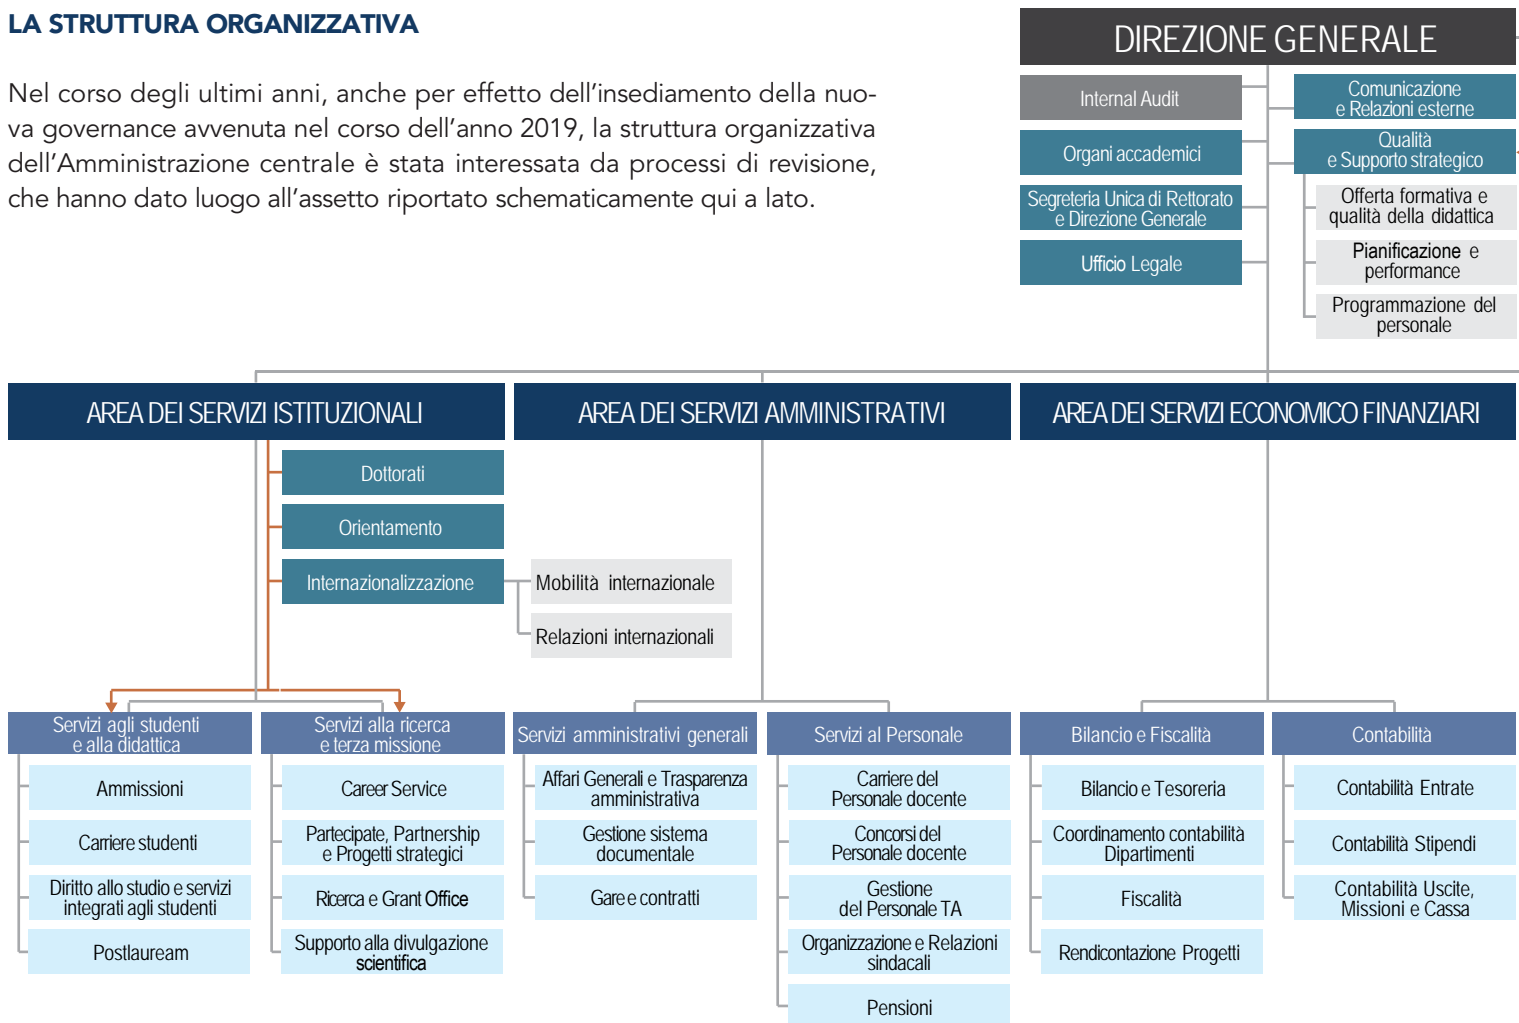 LA STRUTTURA ORGANIZZATIVA
Nel corso degli ultimi anni, anche per effetto dell'insediamento della nuo-
va governance avvenuta nel corso dell'anno 2019, la struttura organizzativa
dell'Amministrazione centrale è stata interessata da processi di revisione,
che hanno dato luogo all'assetto riportato schematicamente qui a lato.
DIREZIONE GENERALE
Internal Audit
Organi accademici
Segreteria Unica di Rettorato
e Direzione Generale
Ufficio Legale
Comunicazione
e Relazioni esterne
Qualità
e Supporto strategico
Offerta formativa e
qualità della didattica
Pianificazione e
performance
Programmazione del
personale
AREA DEI SERVIZI ISTITUZIONALI
Dottorati
Orientamento
Internazionalizzazione
Mobilità internazionale
Relazioni internazionali
Servizi agli studenti
e alla didattica
Ammissioni
Carriere studenti
Diritto allo studio e servizi
integrati agli studenti
Postlauream
Servizi alla ricerca
e terza missione
Career Service
Partecipate, Partnership
e Progetti strategici
Ricerca e Grant Office
Supporto alla divulgazione
scientifica
AREA DEI SERVIZI AMMINISTRATIVI
Servizi amministrativi generali
Affari Generali e Trasparenza
amministrativa
Gestione sistema
documentale
Gare e contratti
Servizi al Personale
Carriere del
Personale docente
Concorsi del
Personale docente
Gestione
del Personale TA
Organizzazione e Relazioni
sindacali
Pensioni
AREA DEI SERVIZI ECONOMICO FINANZIARI
Bilancio e Fiscalità
Bilancio e Tesoreria
Coordinamento contabilità
Dipartimenti
Fiscalità
Rendicontazione Progetti
Contabilità
Contabilità Entrate
Contabilità Stipendi
Contabilità Uscite,
Missioni e Cassa